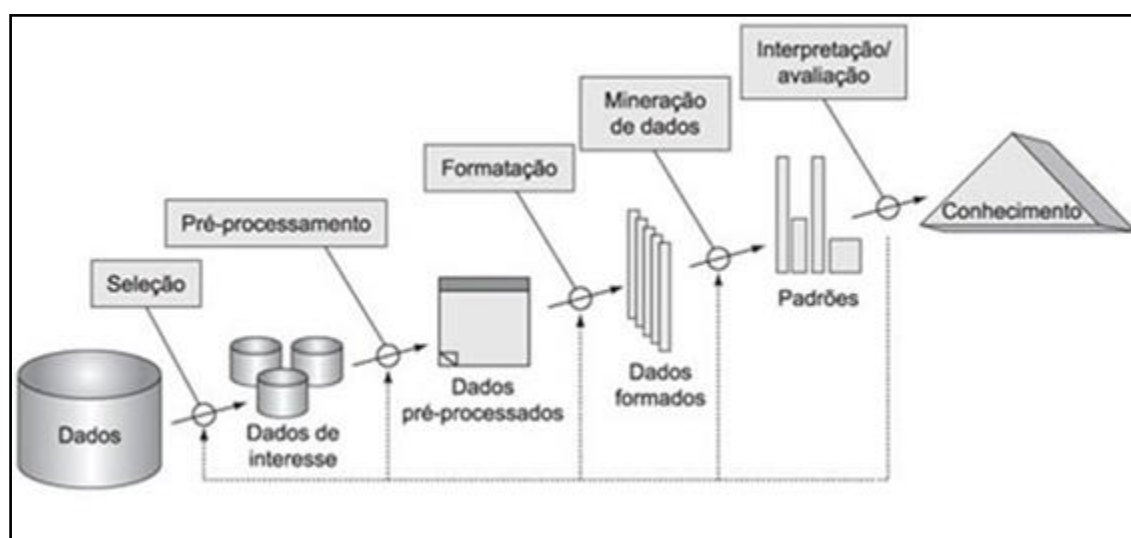 Interpretação/
avaliação
Mineração
de dados
Formatação
Pré-processamento
Seleção
Dados
Dados de
interesse
Dados
pré-processados
Dados
formados
Padrões
Conhecimento